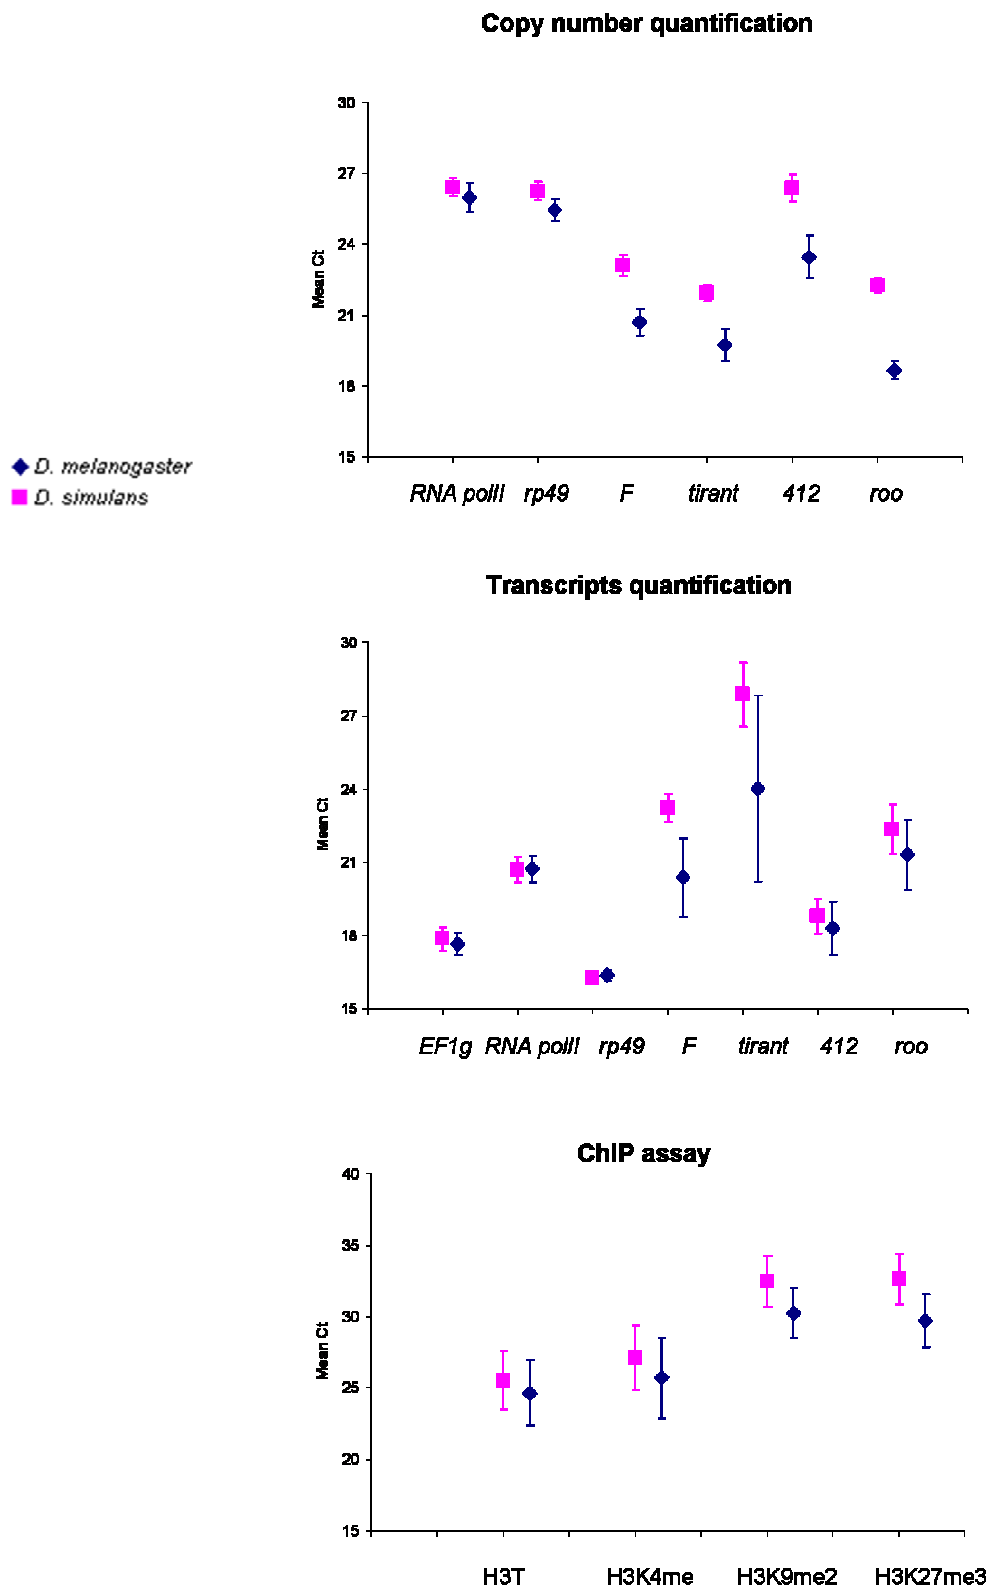 Copy number quantification
30
27
24
21
18
15
Mean Ct
RNA polII rp49 F tirant 412 roo
D. melanogaster
D. simulans
Transcripts quantification
30
27
24
21
18
15
Mean Ct
EF1g RNA polII rp49 F tirant 412 roo
ChIP assay
40
35
30
25
20
15
Mean Ct
H3T H3K4me H3K9me2 H3K27me3